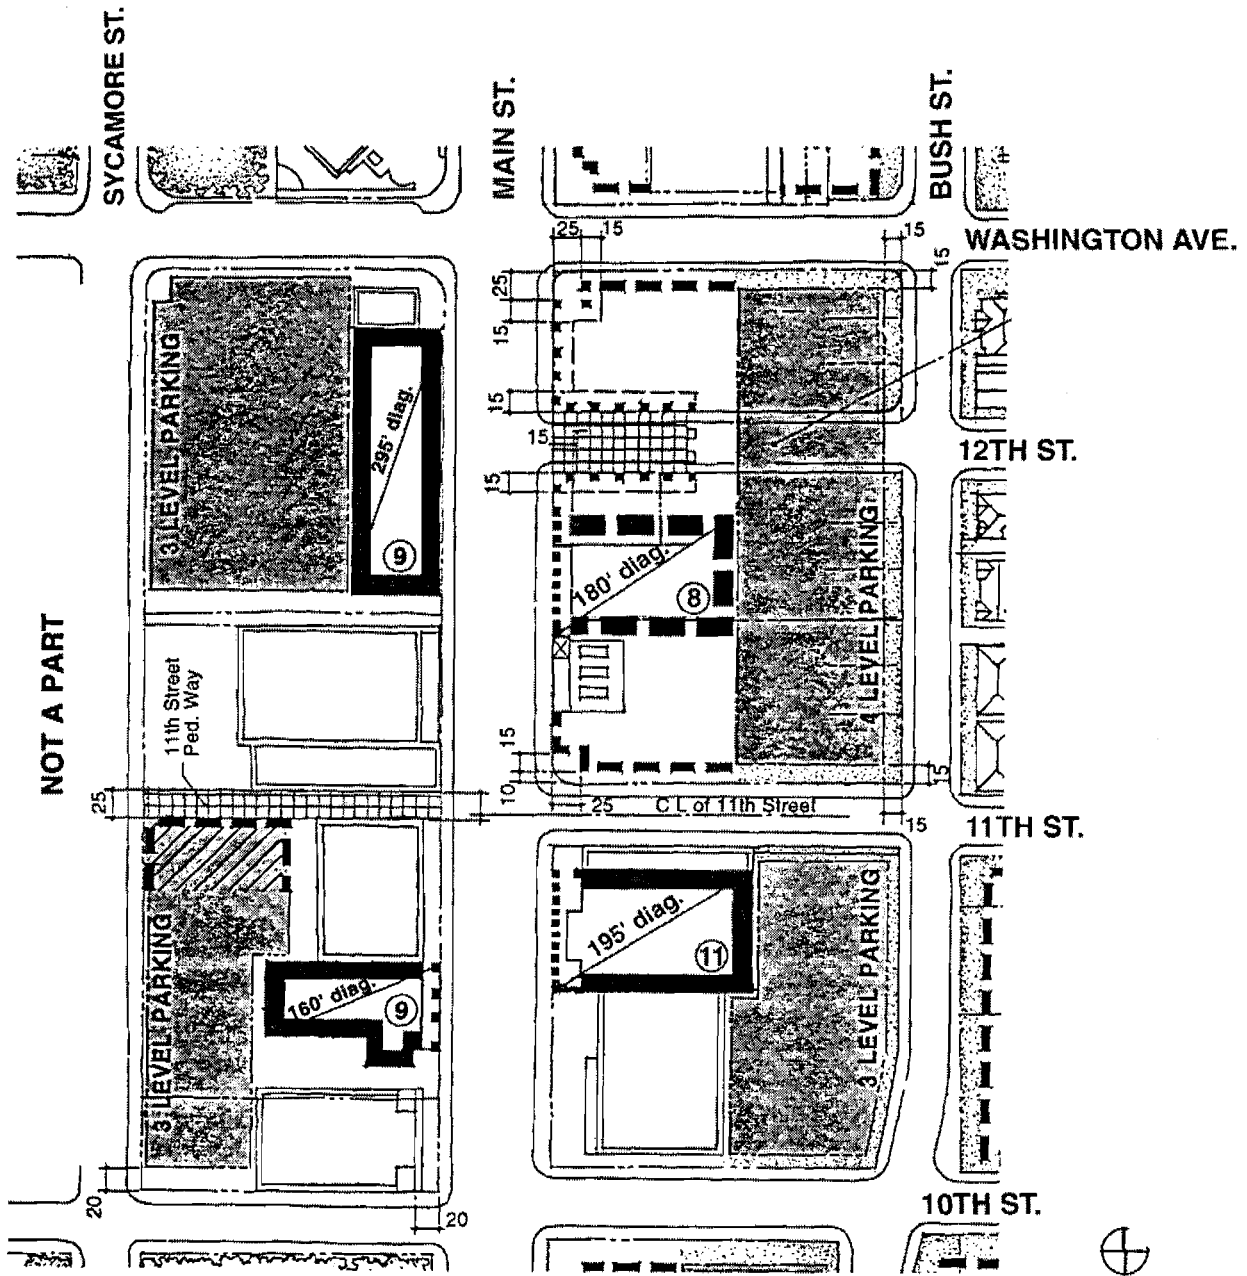 SYCAMORE ST.
MAIN ST.
BUSH ST.
WASHINGTON AVE.
25
15
15
15
25
15
3 LEVEL PARKING
295' diag.
9
15
15
12TH ST.
15
180' diag.
8
4 LEVEL PARKING
NOT A PART
11th Street
Ped. Way
15
10
25
15
25
C L of 11th Street
15
11TH ST.
3 LEVEL PARKING
160' diag.
9
195' diag.
11
3 LEVEL PARKING
20
20
10TH ST.